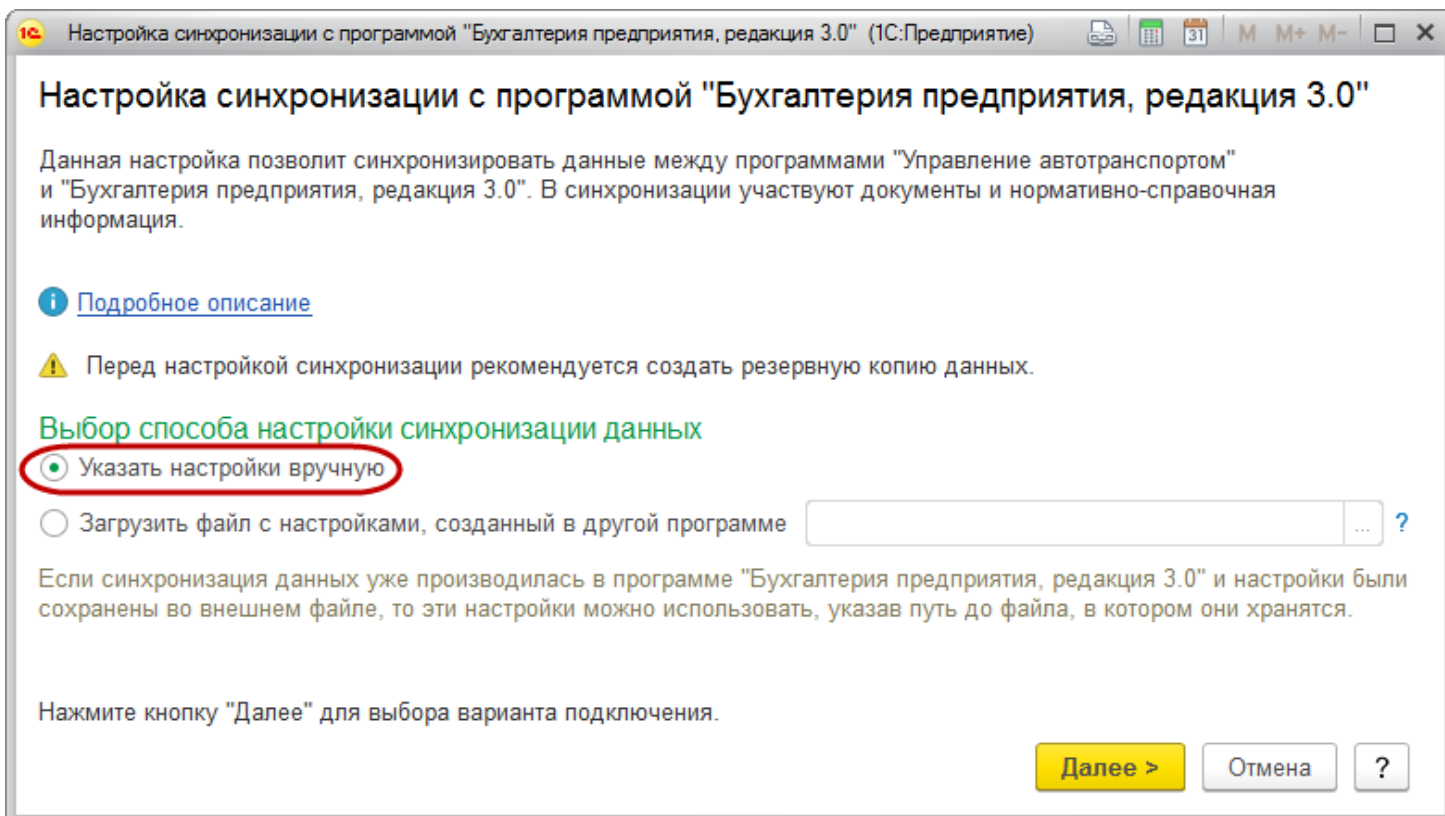 1С Настройка синхронизации с программой "Бухгалтерия предприятия, редакция 3.0" (1С:Предприятие) 31 M M+ M-
Настройка синхронизации с программой "Бухгалтерия предприятия, редакция 3.0"
Данная настройка позволит синхронизировать данные между программами "Управление автотранспортом"
и "Бухгалтерия предприятия, редакция 3.0". В синхронизации участвуют документы и нормативно-справочная
информация.
i Подробное описание
! Перед настройкой синхронизации рекомендуется создать резервную копию данных.
Выбор способа настройки синхронизации данных
Указать настройки вручную
Загрузить файл с настройками, созданный в другой программе ... ?
Если синхронизация данных уже производилась в программе "Бухгалтерия предприятия, редакция 3.0" и настройки были
сохранены во внешнем файле, то эти настройки можно использовать, указав путь до файла, в котором они хранятся.
Нажмите кнопку "Далее" для выбора варианта подключения.
Далее > Отмена ?